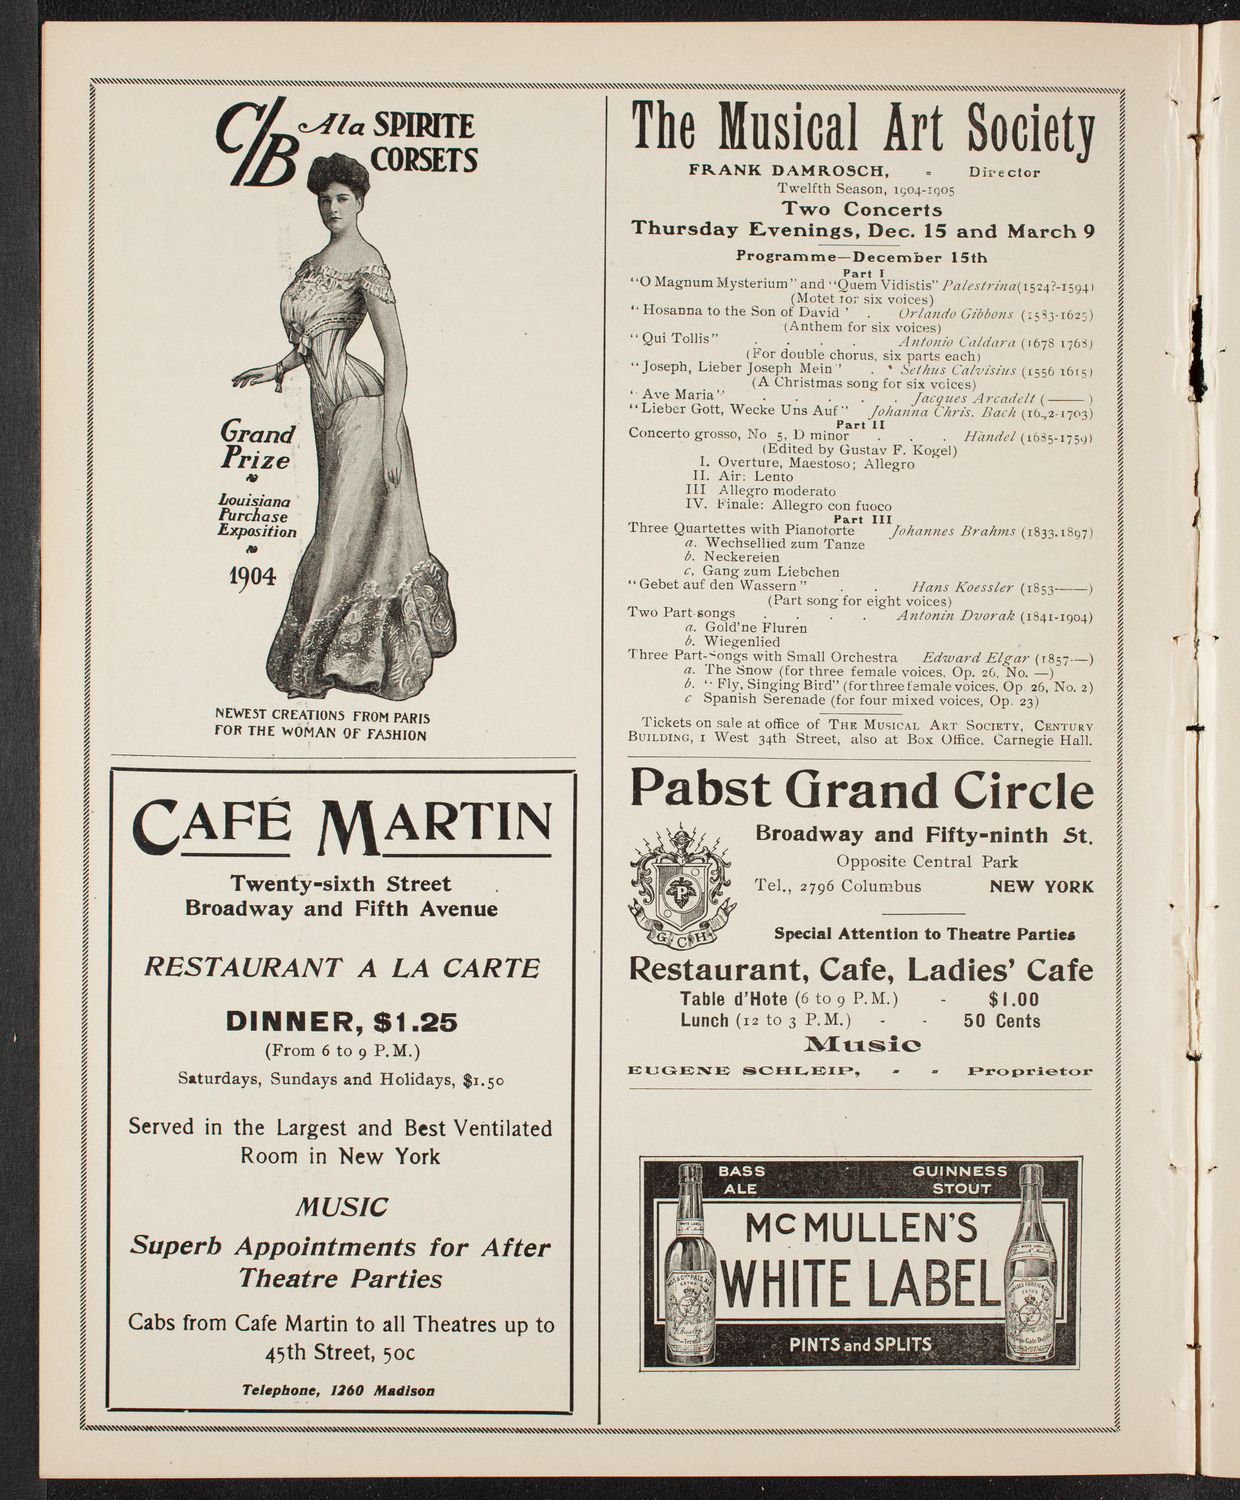 C/B Ala SPIRITE
CORSETS
Grand
Prize
Louisiana
Purchase
Exposition
1904
NEWEST CREATIONS FROM PARIS
FOR THE WOMAN OF FASHION
CAFÉ MARTIN
Twenty-sixth Street
Broadway and Fifth Avenue
RESTAURANT A LA CARTE
DINNER, $1.25
(From 6 to 9 P.M.)
Saturdays, Sundays and Holidays, $1.50
Served in the Largest and Best Ventilated
Room in New York
MUSIC
Superb Appointments for After
Theatre Parties
Cabs from Cafe Martin to all Theatres up to
45th Street, 50c
Telephone, 1260 Madison
The Musical Art Society
FRANK DAMROSCH, = Director
Twelfth Season, 1904-1905
Two Concerts
Thursday Evenings, Dec. 15 and March 9
Programme—December 15th
Part I
"O Magnum Mysterium" and "Quem Vidistis" Palestrina (1524?-1594)
(Motet for six voices)
"Hosanna to the Son of David' . Orlando Gibbons (1583-1625)
(Anthem for six voices)
"Qui Tollis" . . . . Antonio Caldara (1678 1768)
(For double chorus, six parts each)
"Joseph, Lieber Joseph Mein' . * Sethus Calvisius (1556 1615)
(A Christmas song for six voices)
"Ave Maria" . . . . . Jacques Arcadelt (—— )
"Lieber Gott, Wecke Uns Auf" Johanna Chris. Bach (1642-1703)
Part II
Concerto grosso, No 5, D minor . . . Händel (1685-1759)
(Edited by Gustav F. Kogel)
I. Overture, Maestoso; Allegro
II. Air: Lento
III Allegro moderato
IV. Finale: Allegro con fuoco
Part III
Three Quartettes with Pianoforte Johannes Brahms (1833.1897)
a. Wechsellied zum Tanze
b. Neckereien
c, Gang zum Liebchen
"Gebet auf den Wassern" . . Hans Koessler (1853——)
(Part song for eight voices)
Two Part-songs . . . . Antonin Dvorak (1841-1904)
a. Gold'ne Fluren
b. Wiegenlied
Three Part-Songs with Small Orchestra Edward Elgar (1857-—)
a. The Snow (for three female voices, Op. 26, No. —)
b. "Fly, Singing Bird" (for three female voices, Op. 26, No. 2)
c Spanish Serenade (for four mixed voices, Op. 23)
Tickets on sale at office of THE MUSICAL ART SOCIETY, CENTURY
BUILDING, 1 West 34th Street, also at Box Office, Carnegie Hall.
Pabst Grand Circle
Broadway and Fifty-ninth St.
Opposite Central Park
Tel., 2796 Columbus NEW YORK
P
G C H
Special Attention to Theatre Parties
Restaurant, Cafe, Ladies' Cafe
Table d'Hote (6 to 9 P.M.) - $1.00
Lunch (12 to 3 P.M.) - - 50 Cents
Music
EUGENE SCHLEIP, - - Proprietor
BASS
ALE
GUINNESS
STOUT
McMULLEN'S
WHITE LABEL
PINTS and SPLITS